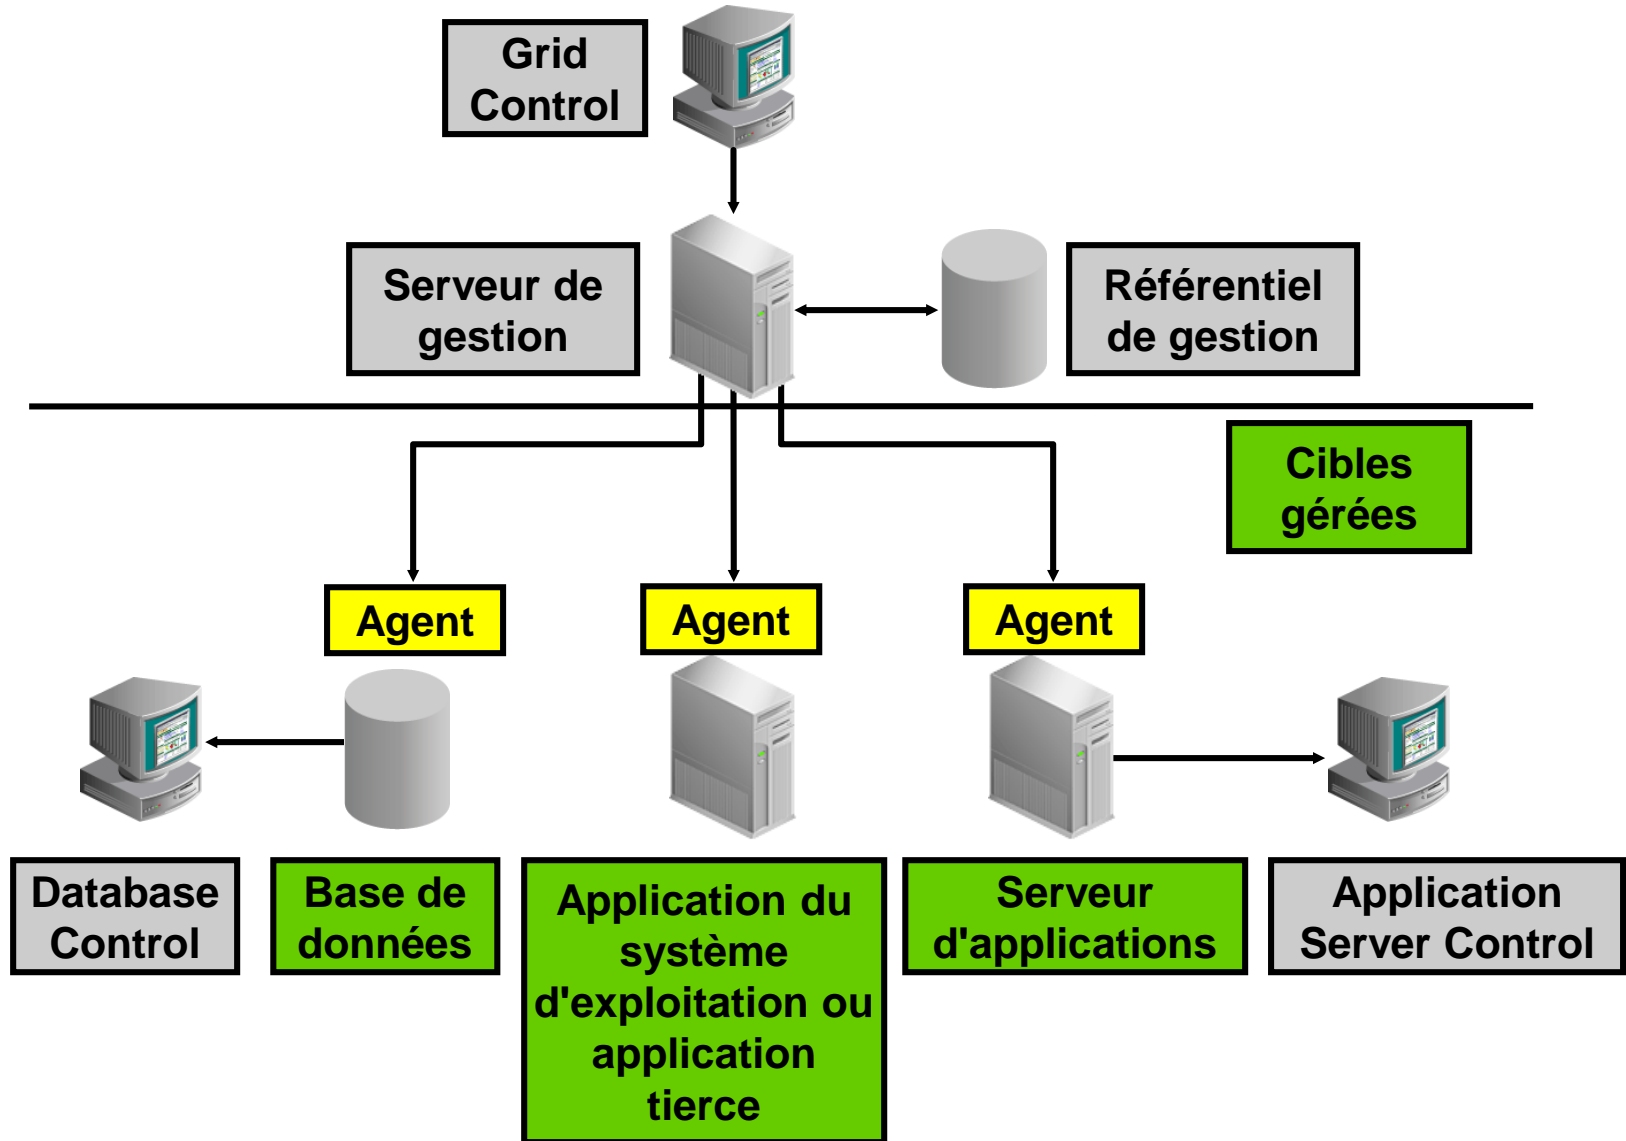 Grid
Control
Serveur de
gestion
Référentiel
de gestion
Cibles
gérées
Agent
Agent
Agent
Database
Control
Base de
données
Application du
système
d'exploitation ou
application
tierce
Serveur
d'applications
Application
Server Control